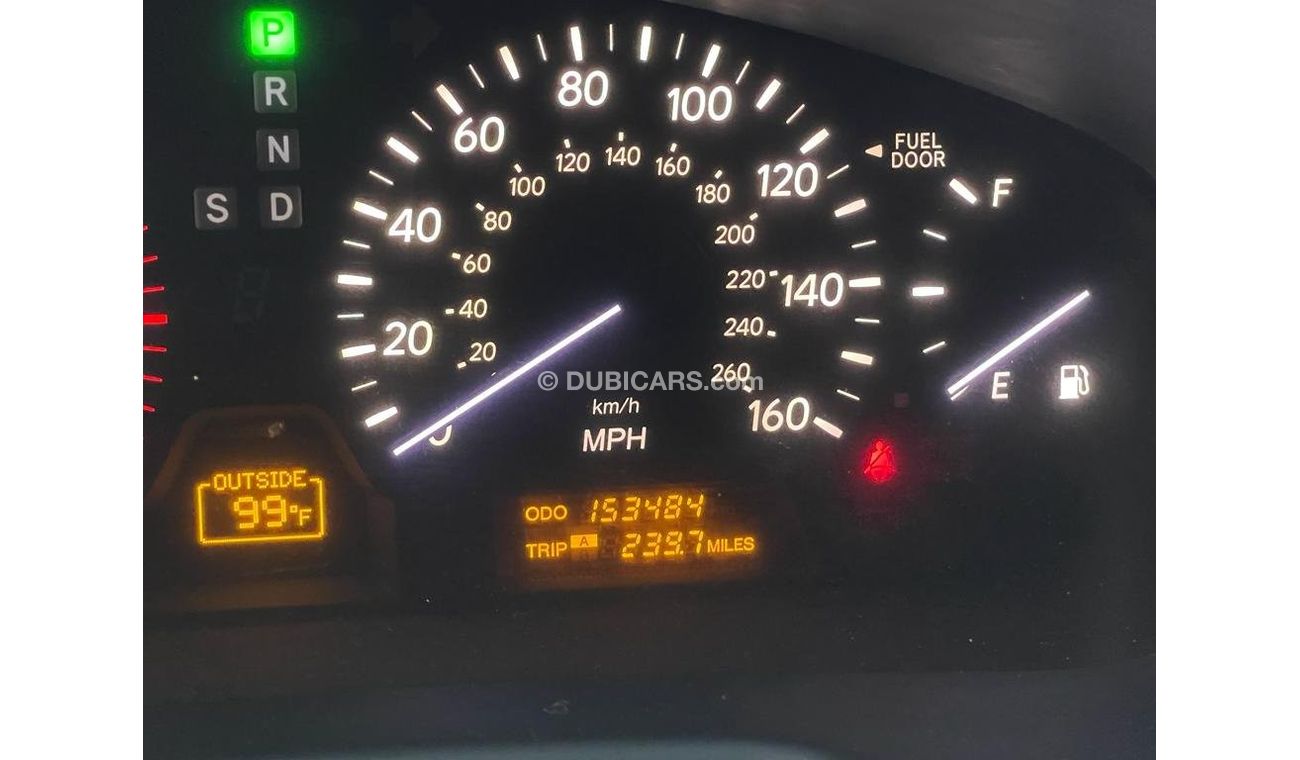 P
R
N
S D
20
40
60
80
100
120
140
160
20
40
60
80
100
120
140
160
180
200
220
240
260
km/h
MPH
FUEL
DOOR
F
E
© DUBICARS.com
OUTSIDE
99°F
ODO 153484
TRIP A 239.7 MILES